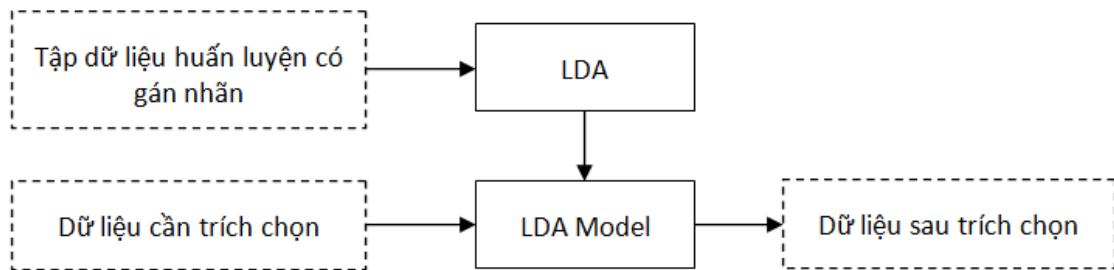 Tập dữ liệu huấn luyện có
gán nhãn
LDA
Dữ liệu cần trích chọn
LDA Model
Dữ liệu sau trích chọn